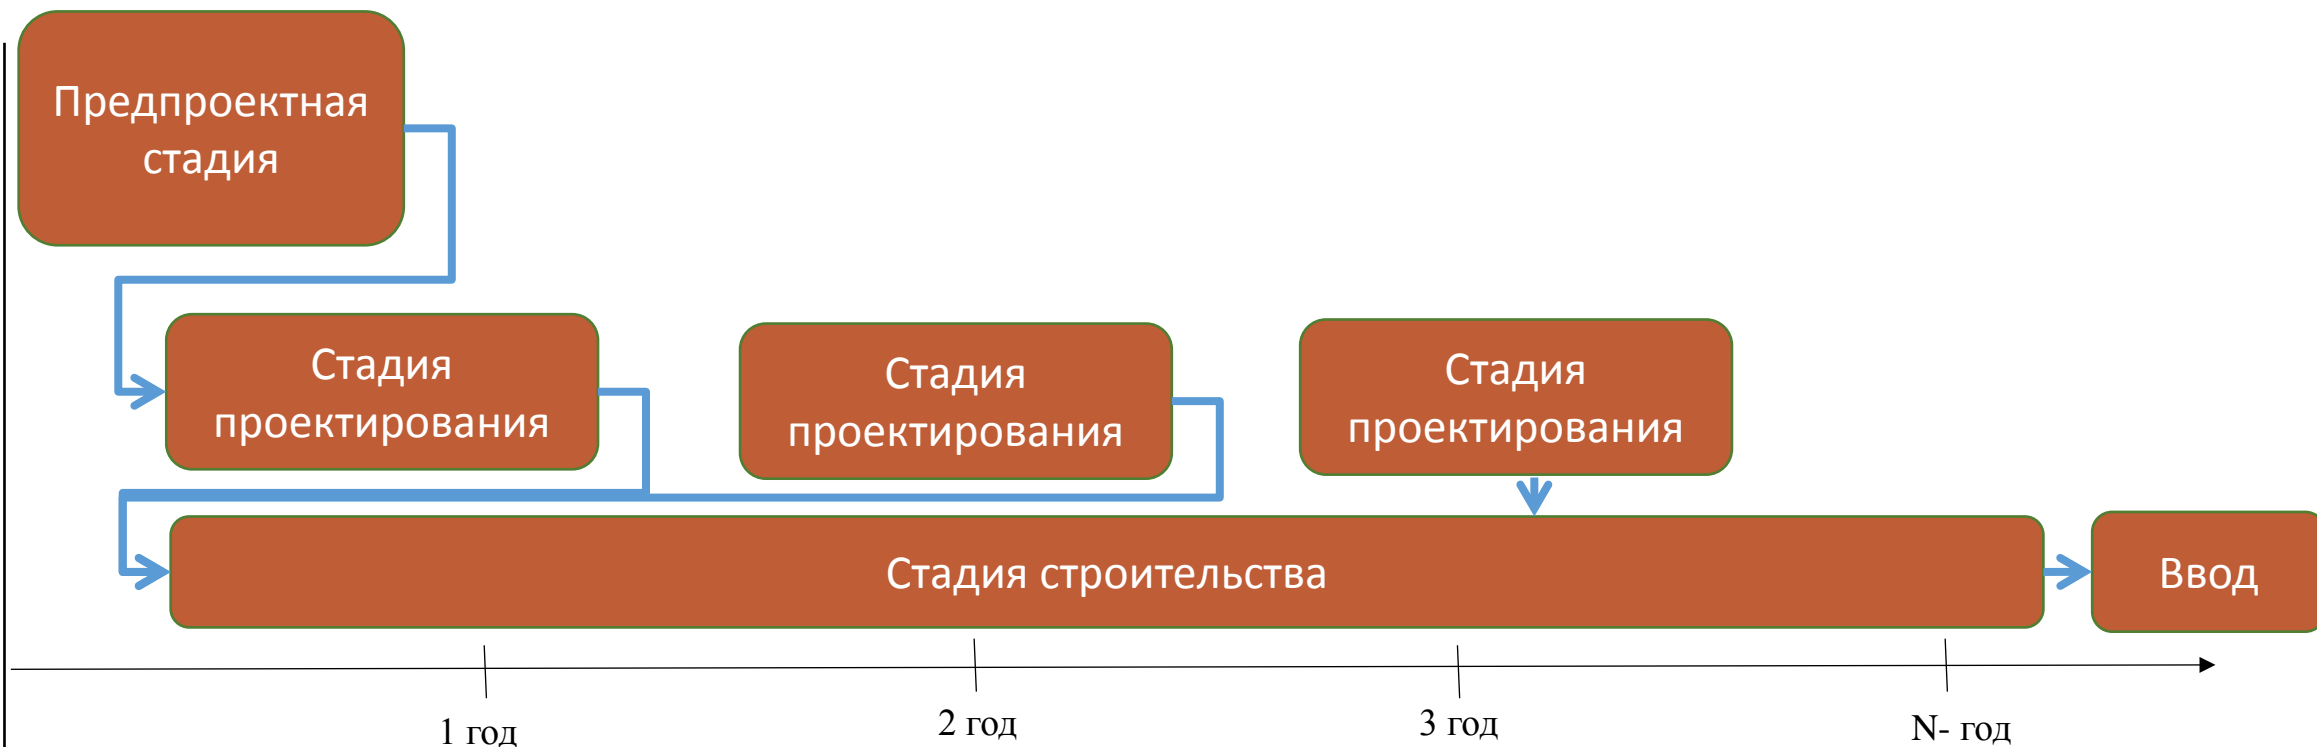 Предпроектная
стадия
Стадия
проектирования
Стадия
проектирования
Стадия
проектирования
Стадия строительства
Ввод
1 год
2 год
3 год
N- год